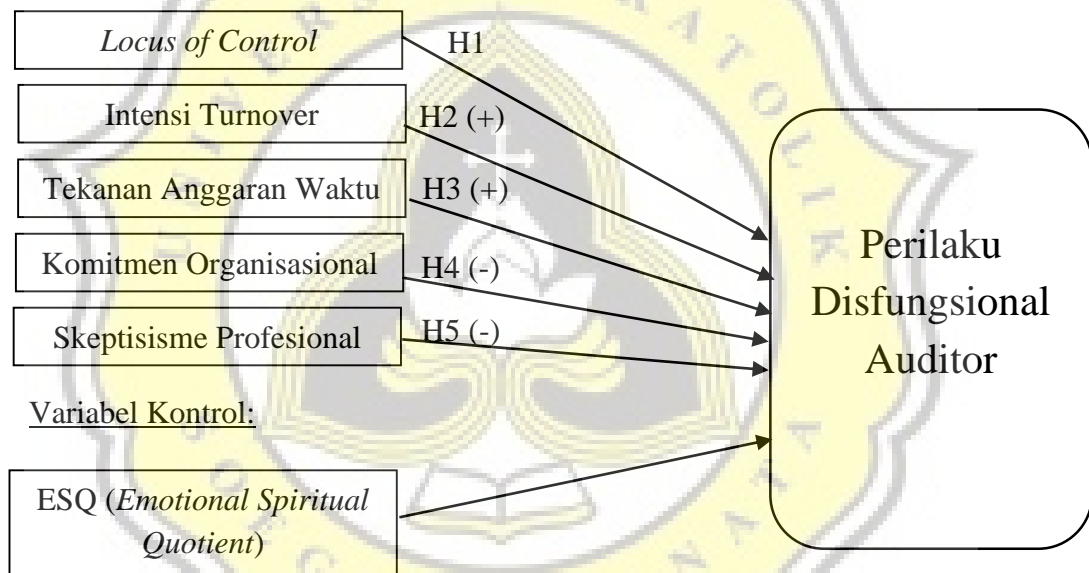 Locus of Control
H1
Intensi Turnover
H2 (+)
Tekanan Anggaran Waktu
H3 (+)
Komitmen Organisasional
H4 (-)
Skeptisisme Profesional
H5 (-)
Perilaku
Disfungsional
Auditor
Variabel Kontrol:
ESQ (Emotional Spiritual
Quotient)
KATOLIK